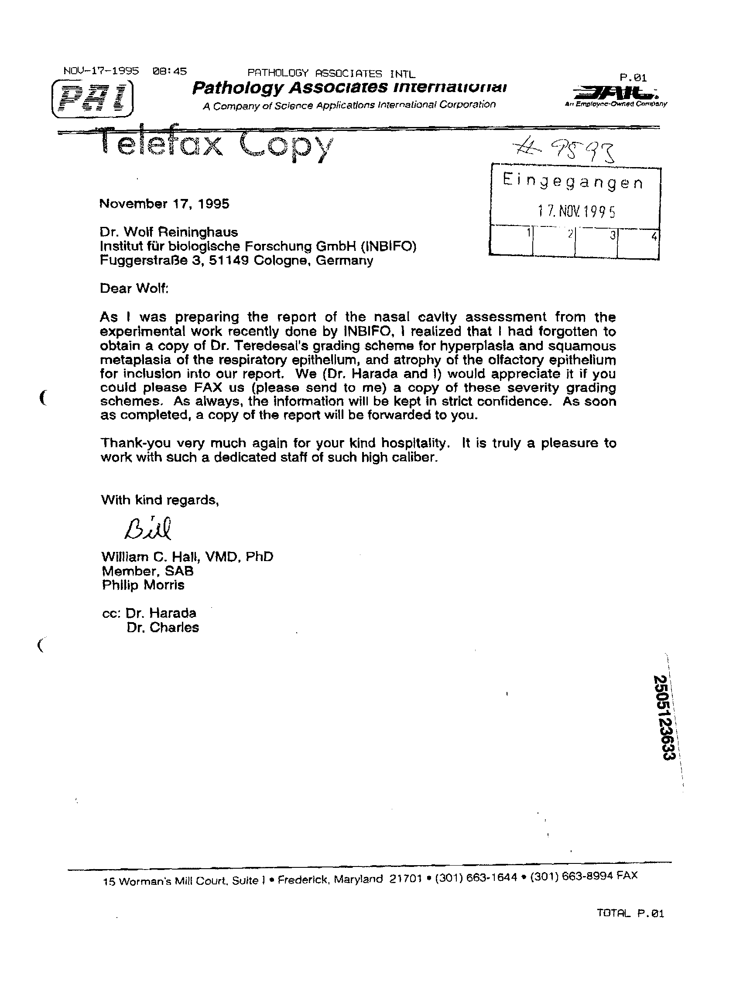 NOV-17-1995 08:45 PATHOLOGY ASSOCIATES INTL P.01
PAI
Pathology Associates International
A Company of Science Applications International Corporation
An Employee-Owned Company
Telefax Copy
# 9593
Eingegangen
17. NOV. 1995
1 2 3 4
November 17, 1995
Dr. Wolf Reininghaus
Institut für biologische Forschung GmbH (INBIFO)
Fuggerstraße 3, 51149 Cologne, Germany
Dear Wolf:
As I was preparing the report of the nasal cavity assessment from the
experimental work recently done by INBIFO, I realized that I had forgotten to
obtain a copy of Dr. Teredesai's grading scheme for hyperplasia and squamous
metaplasia of the respiratory epithelium, and atrophy of the olfactory epithelium
for inclusion into our report. We (Dr. Harada and I) would appreciate it if you
could please FAX us (please send to me) a copy of these severity grading
schemes. As always, the information will be kept in strict confidence. As soon
as completed, a copy of the report will be forwarded to you.
Thank-you very much again for your kind hospitality. It is truly a pleasure to
work with such a dedicated staff of such high caliber.
With kind regards,
Bill
William C. Hall, VMD, PhD
Member, SAB
Philip Morris
cc: Dr. Harada
Dr. Charles
2505123633
15 Worman's Mill Court, Suite I • Frederick, Maryland 21701 • (301) 663-1644 • (301) 663-8994 FAX
TOTAL P.01